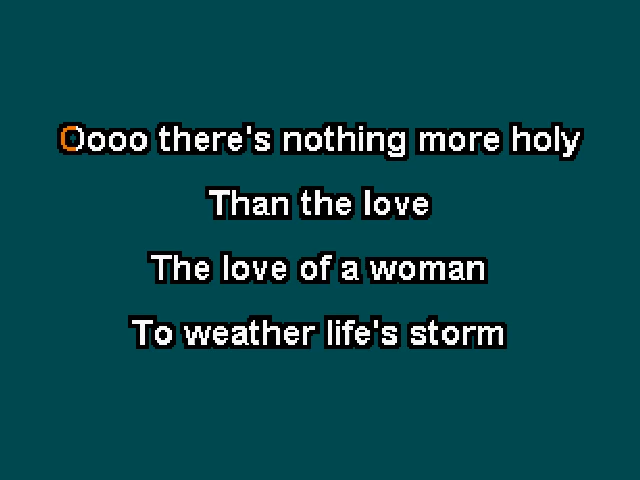 Oooo there's nothing more holy
Than the love
The love of a woman
To weather life's storm